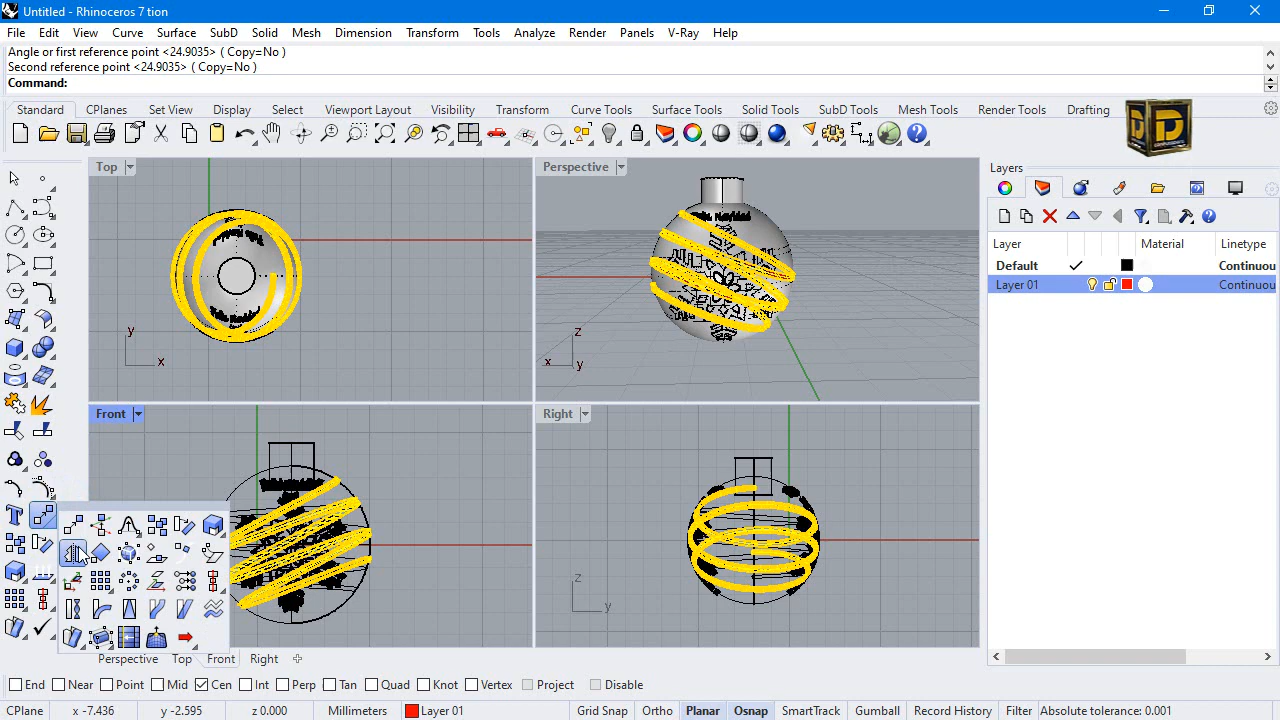 Untitled - Rhinoceros 7 tion
File Edit View Curve Surface SubD Solid Mesh Dimension Transform Tools Analyze Render Panels V-Ray Help
Angle or first reference point <24.9035> ( Copy=No )
Second reference point <24.9035> ( Copy=No )
Command:
Standard CPlanes Set View Display Select Viewport Layout Visibility Transform Curve Tools Surface Tools Solid Tools SubD Tools Mesh Tools Render Tools Drafting
Layers
Top
Perspective
Layer Material Linetype
Default Continuou
Layer 01 Continuou
y
x
z
x
y
Front
Right
z
y
Perspective Top Front Right
End Near Point Mid Cen Int Perp Tan Quad Knot Vertex Project Disable
CPlane x -7.436 y -2.595 z 0.000 Millimeters Layer 01 Grid Snap Ortho Planar Osnap SmartTrack Gumball Record History Filter Absolute tolerance: 0.001